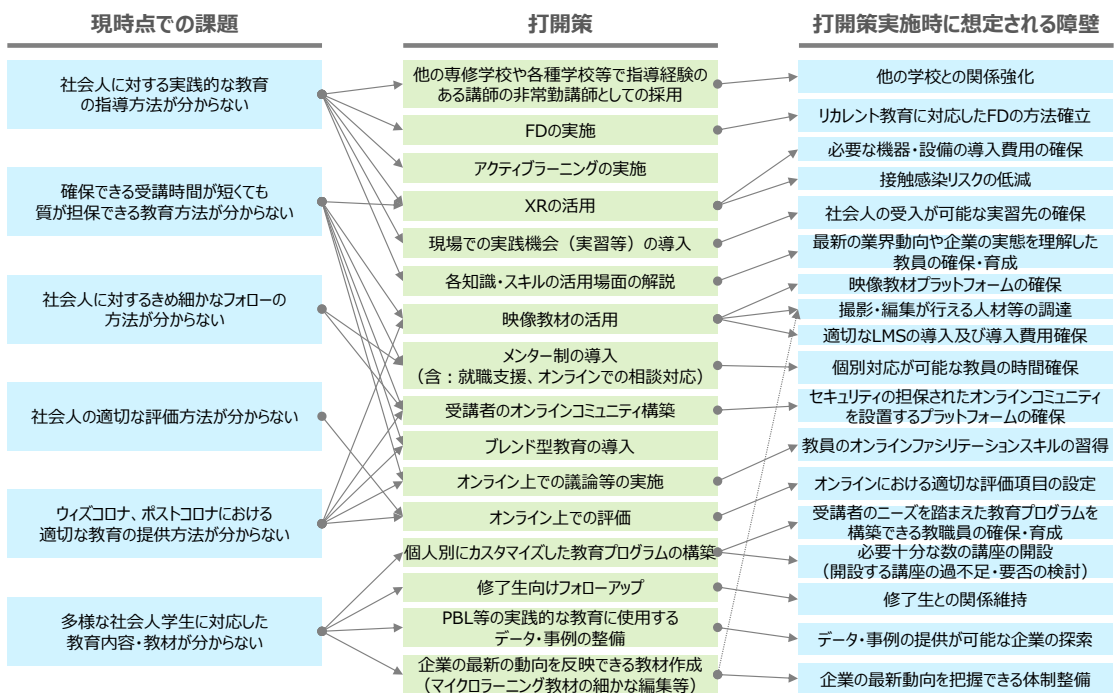 現時点での課題
打開策
打開策実施時に想定される障壁
社会人に対する実践的な教育
の指導方法が分からない
確保できる受講時間が短くても
質が担保できる教育方法が分からない
社会人に対するきめ細かなフォローの
方法が分からない
社会人の適切な評価方法が分からない
ウィズコロナ、ポストコロナにおける
適切な教育の提供方法が分からない
多様な社会人学生に対応した
教育内容・教材が分からない
他の専修学校や各種学校等で指導経験の
ある講師の非常勤講師としての採用
FDの実施
アクティブラーニングの実施
XRの活用
現場での実践機会（実習等）の導入
各知識・スキルの活用場面の解説
映像教材の活用
メンター制の導入
（含：就職支援、オンラインでの相談対応）
受講者のオンラインコミュニティ構築
ブレンド型教育の導入
オンライン上での議論等の実施
オンライン上での評価
個人別にカスタマイズした教育プログラムの構築
修了生向けフォローアップ
PBL等の実践的な教育に使用する
データ・事例の整備
企業の最新の動向を反映できる教材作成
（マイクロラーニング教材の細かな編集等）
他の学校との関係強化
リカレント教育に対応したFDの方法確立
必要な機器・設備の導入費用の確保
接触感染リスクの低減
社会人の受入が可能な実習先の確保
最新の業界動向や企業の実態を理解した
教員の確保・育成
映像教材プラットフォームの確保
撮影・編集が行える人材等の調達
適切なLMSの導入及び導入費用確保
個別対応が可能な教員の時間確保
セキュリティの担保されたオンラインコミュニティ
を設置するプラットフォームの確保
教員のオンラインファシリテーションスキルの習得
オンラインにおける適切な評価項目の設定
受講者のニーズを踏まえた教育プログラムを
構築できる教職員の確保・育成
必要十分な数の講座の開設
（開設する講座の過不足・要否の検討）
修了生との関係維持
データ・事例の提供が可能な企業の探索
企業の最新動向を把握できる体制整備